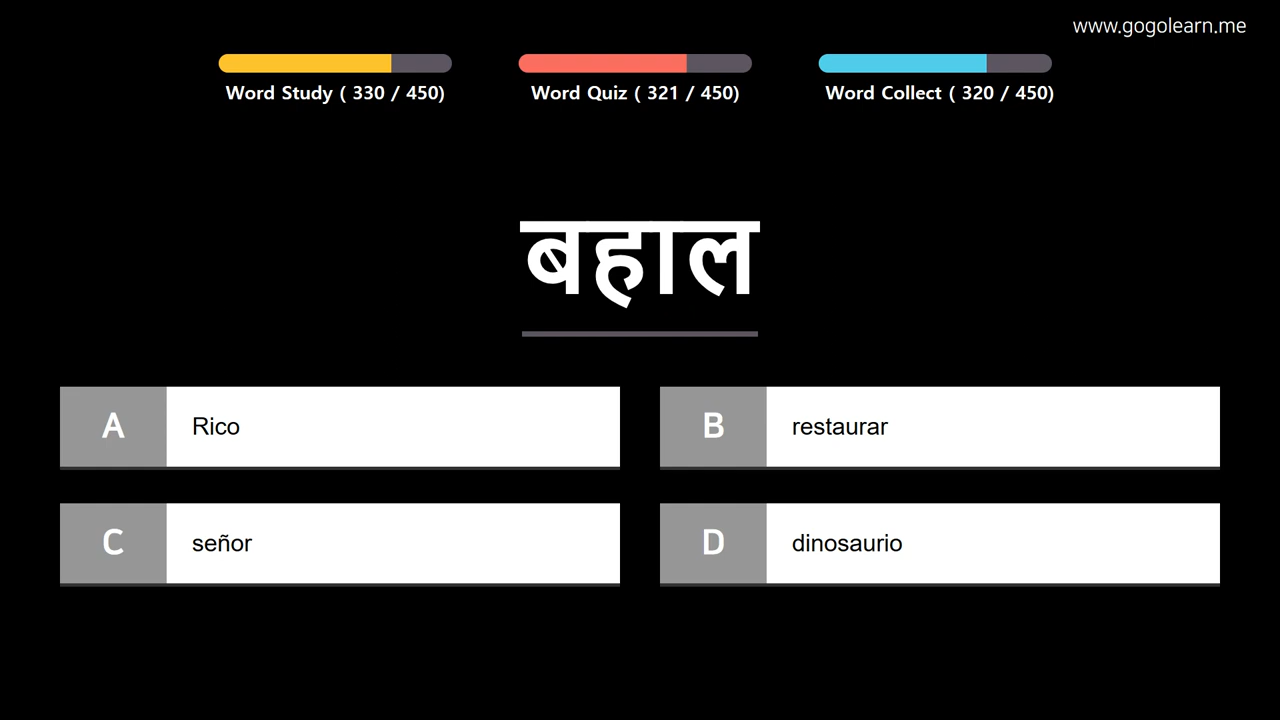 www.gogolearn.me
Word Study ( 330 / 450)
Word Quiz ( 321 / 450)
Word Collect ( 320 / 450)
बहाल
A Rico
B restaurar
C señor
D dinosaurio